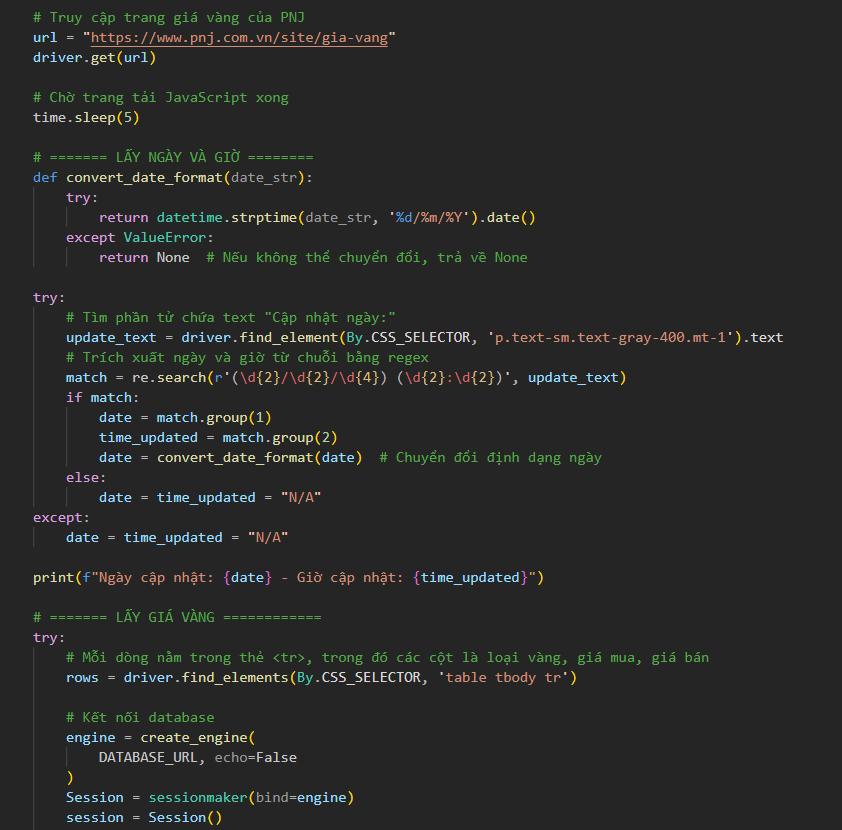 # Truy cập trang giá vàng của PNJ
url = "https://www.pnj.com.vn/site/gia-vang"
driver.get(url)
# Chờ trang tải JavaScript xong
time.sleep(5)
# ======= LẤY NGÀY VÀ GIỜ ========
def convert_date_format(date_str):
    try:
        return datetime.strptime(date_str, '%d/%m/%Y').date()
    except ValueError:
        return None  # Nếu không thể chuyển đổi, trả về None
try:
    # Tìm phần tử chứa text "Cập nhật ngày:"
    update_text = driver.find_element(By.CSS_SELECTOR, 'p.text-sm.text-gray-400.mt-1').text
    # Trích xuất ngày và giờ từ chuỗi bằng regex
    match = re.search(r'(\d{2}/\d{2}/\d{4}) (\d{2}:\d{2})', update_text)
    if match:
        date = match.group(1)
        time_updated = match.group(2)
        date = convert_date_format(date)  # Chuyển đổi định dạng ngày
    else:
        date = time_updated = "N/A"
except:
    date = time_updated = "N/A"
print(f"Ngày cập nhật: {date} - Giờ cập nhật: {time_updated}")
# ======= LẤY GIÁ VÀNG ============
try:
    # Mỗi dòng nằm trong thẻ <tr>, trong đó các cột là loại vàng, giá mua, giá bán
    rows = driver.find_elements(By.CSS_SELECTOR, 'table tbody tr')
    # Kết nối database
    engine = create_engine(
        DATABASE_URL, echo=False
    )
    Session = sessionmaker(bind=engine)
    session = Session()